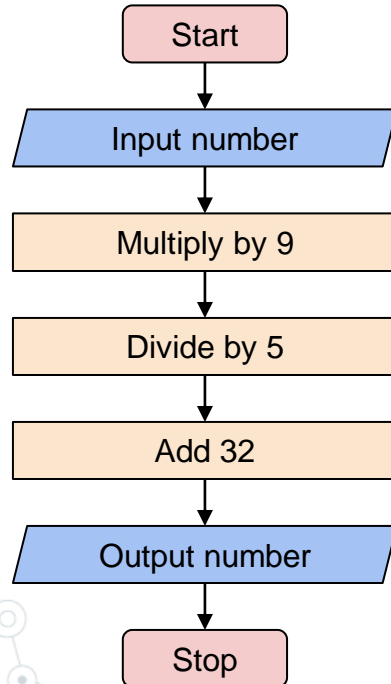 Start
Input number
Multiply by 9
Divide by 5
Add 32
Output number
Stop